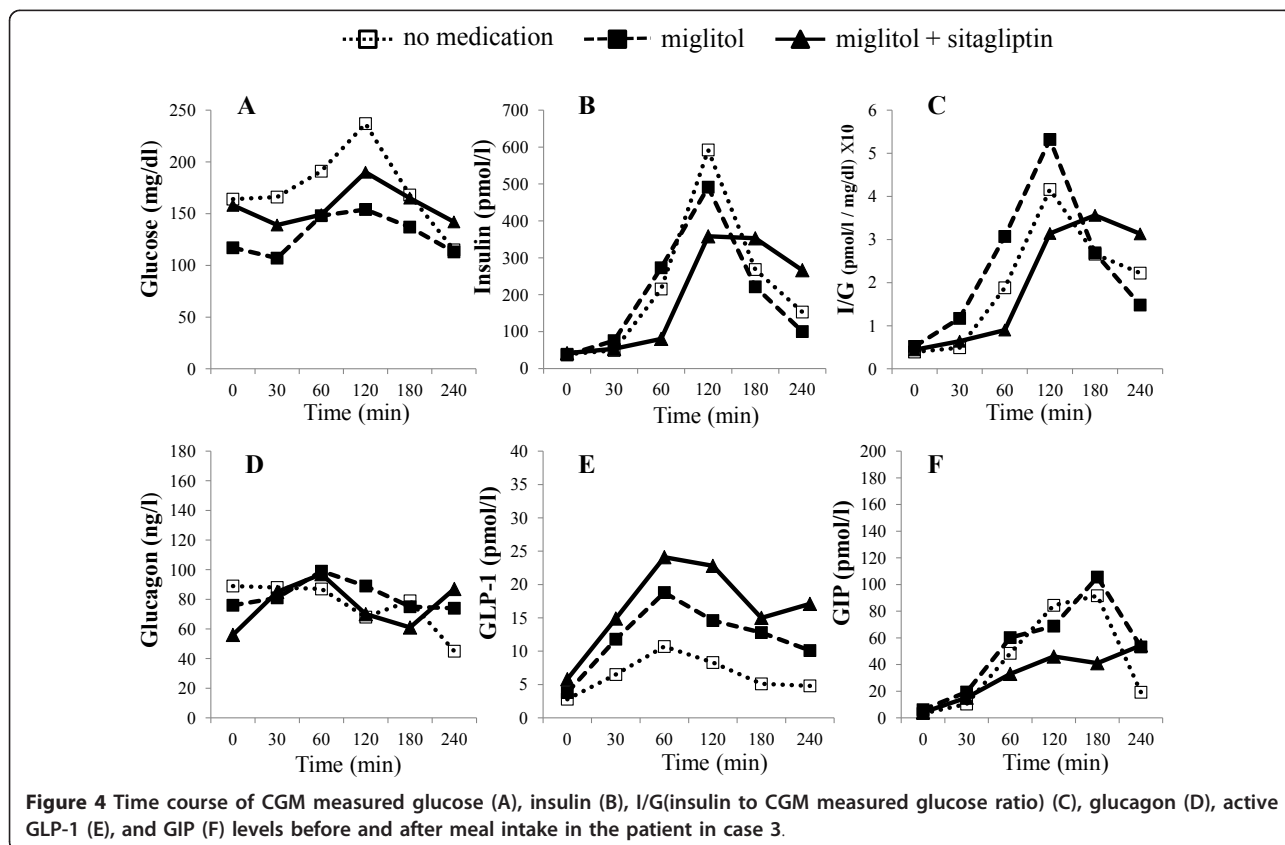 no medication miglitol miglitol + sitagliptin
A
Glucose (mg/dl)
250
200
150
100
50
0
0 30 60 120 180 240
Time (min)
B
Insulin (pmol/l)
700
600
500
400
300
200
100
0
0 30 60 120 180 240
Time (min)
C
I/G (pmol/l / mg/dl) X10
6
5
4
3
2
1
0
0 30 60 120 180 240
Time (min)
D
Glucagon (ng/l)
180
160
140
120
100
80
60
40
20
0
0 30 60 120 180 240
Time (min)
E
GLP-1 (pmol/l)
40
35
30
25
20
15
10
5
0
0 30 60 120 180 240
Time (min)
F
GIP (pmol/l)
200
180
160
140
120
100
80
60
40
20
0
0 30 60 120 180 240
Time (min)
Figure 4 Time course of CGM measured glucose (A), insulin (B), I/G(insulin to CGM measured glucose ratio) (C), glucagon (D), active
GLP-1 (E), and GIP (F) levels before and after meal intake in the patient in case 3.